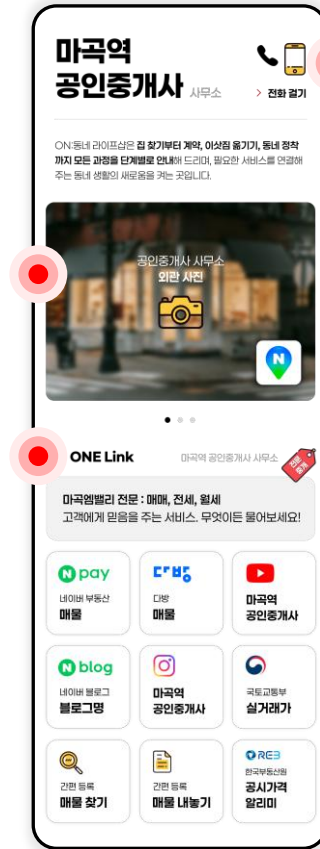 마곡역
공인중개사 사무소
> 전화 걸기
ON:동네 라이프샵은 집 찾기부터 계약, 이삿짐 옮기기, 동네 정착
까지 모든 과정을 단계별로 안내해 드리며, 필요한 서비스를 연결해
주는 동네 생활의 새로움을 켜는 곳입니다.
공인중개사 사무소
외관 사진
N
ONE Link
마곡역 공인중개사 사무소
전문
중개
마곡엠밸리 전문 : 매매, 전세, 월세
고객에게 믿음을 주는 서비스. 무엇이든 물어보세요!
N pay
네이버 부동산
매물
다방
다방
매물
마곡역
공인중개사
N blog
네이버 블로그
블로그명
마곡역
공인중개사
국토교통부
실거래가
간편 등록
매물 찾기
간편 등록
매물 내놓기
REB
한국부동산원
공시가격
알리미